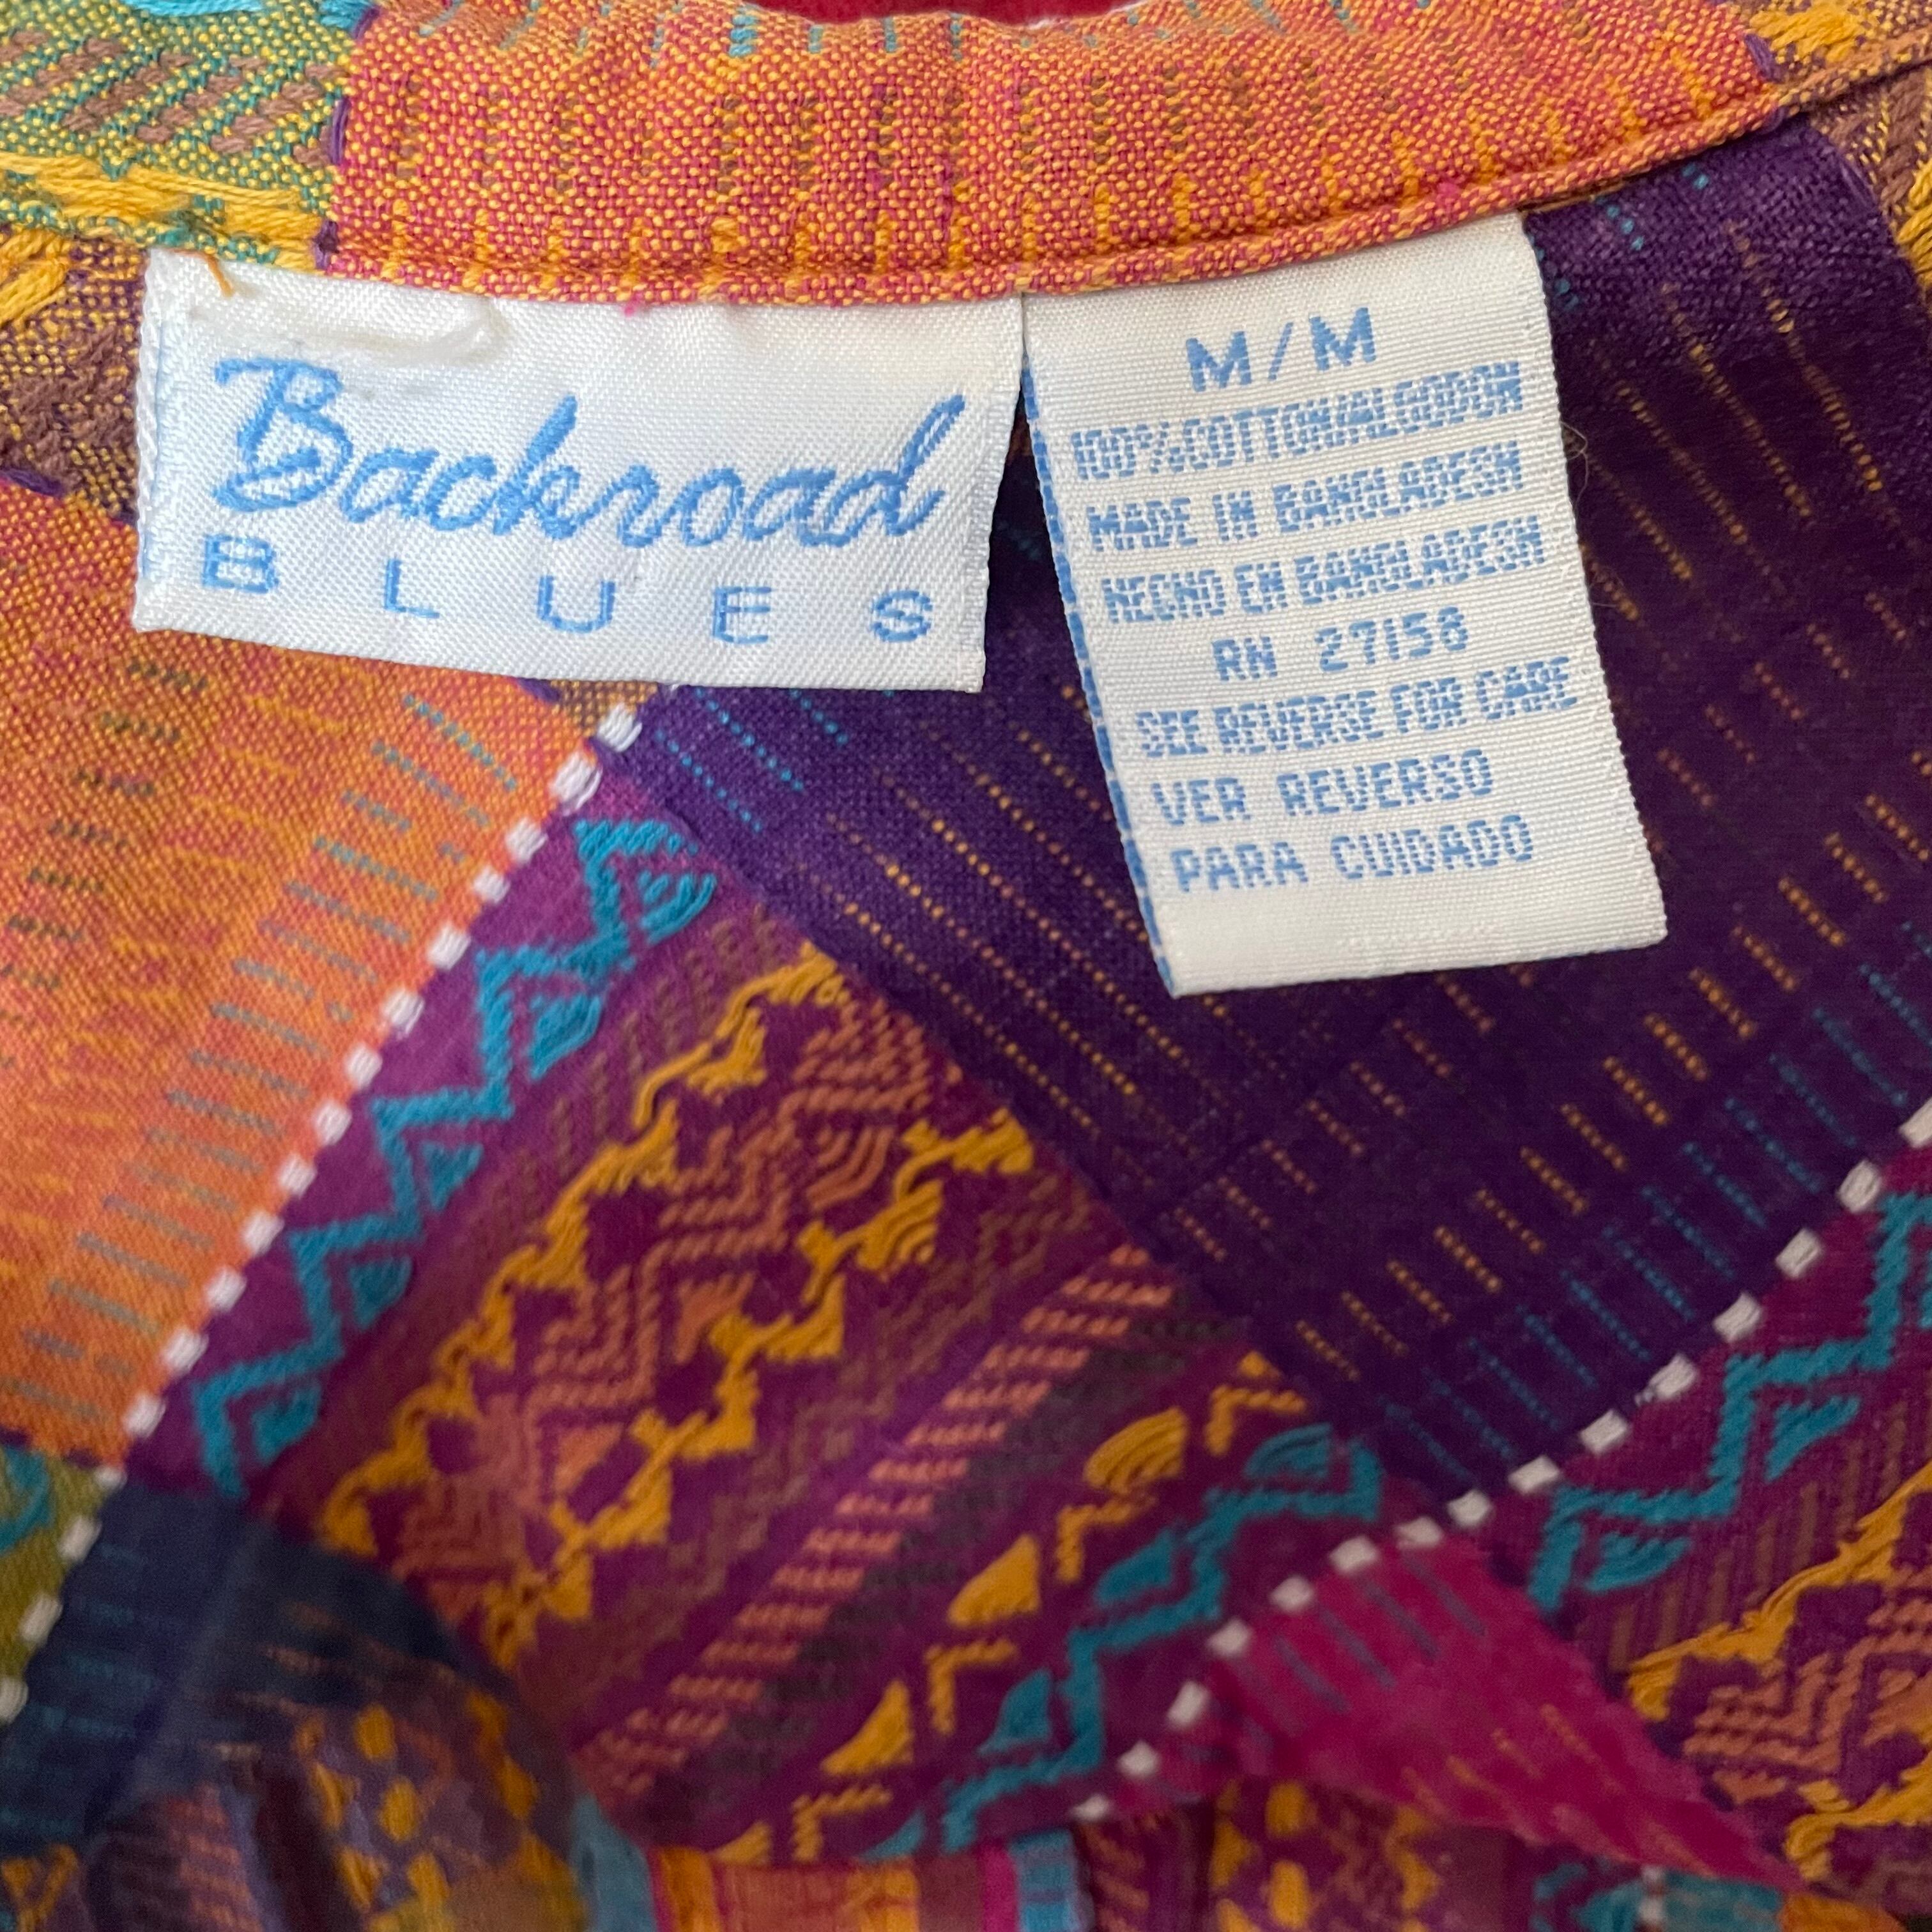 Backroad
BLUES
M/M
100%COTTON/ALGODON
MADE IN BANGLADESH
HECHO EN BANGLADESH
RN 27158
SEE REVERSE FOR CARE
VER REVERSO
PARA CUIDADO